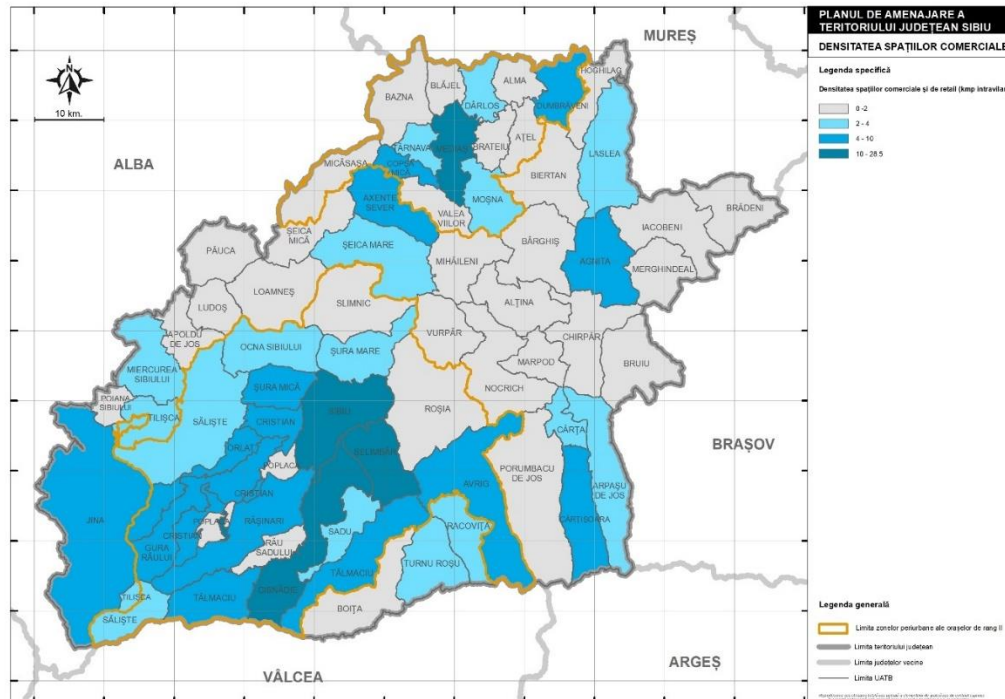 PLANUL DE AMENAJARE A
TERITORIULUI JUDEȚEAN SIBIU
DENSITATEA SPAȚIILOR COMERCIALE
Legenda specifică
Densitatea spațiilor comerciale și de retail (kmp intravilan
0 -2
2 - 4
4 - 10
10 - 28.5
MUREȘ
10 km.
ALBA
BRAȘOV
ARGEȘ
VÂLCEA
HOGHILAG
ALMA
BLĂJEL
BAZNA
DÂRLOS
DUMBRĂVENI
AȚEL
BRATEIU
MEDIAȘ
TÂRNAVA
COPȘA
MICĂ
MICĂSASA
LASLEA
BIERTAN
MOȘNA
AXENTE
SEVER
VALEA
VIILOR
BRĂDENI
IACOBENI
ȘEICA
MICĂ
ȘEICA MARE
BÂRGHIȘ
AGNITA
MERGHINDEAL
PĂUCA
MIHĂILENI
LOAMNEȘ
SLIMNIC
ALȚINA
LUDOȘ
APOLDU
DE JOS
VURPĂR
CHIRPĂR
OCNA SIBIULUI
ȘURA MARE
MARPOD
BRUIU
MIERCUREA
SIBIULUI
ȘURA MICĂ
NOCRICH
POIANA
SIBIULUI
TILIȘCA
SĂLIȘTE
CRISTIAN
SIBIU
ROȘIA
CÂRȚA
ORLAT
ȘELIMBĂR
POPLACA
PORUMBACU
DE JOS
AVRIG
ARPAȘU
DE JOS
CRISTIAN
JINA
POPLACA
RĂȘINARI
CÂRȚIȘOARA
RACOVIȚA
CRISTIAN
SADU
GURA
RÂULUI
RÂU
SADULUI
TURNU ROȘU
TĂLMACIU
CISNĂDIE
TILIȘCA
TĂLMACIU
BOIȚA
SĂLIȘTE
Legenda generală
Limita zonelor periurbane ale orașelor de rang II
Limita teritoriului județean
Limita județelor vecine
Limita UATB